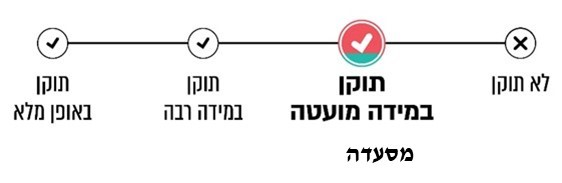 לא תוקן
תוקן
במידה מועטה
תוקן
במידה רבה
תוקן
באופן מלא
מסעדה